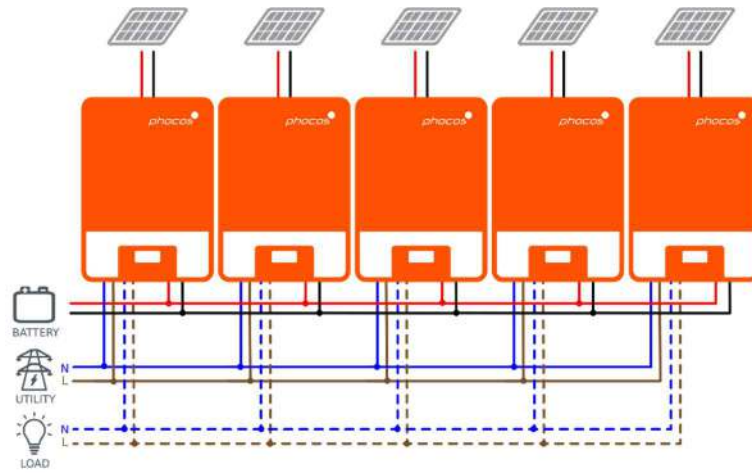 phocos
phocos
phocos
phocos
phocos
BATTERY
N
L
UTILITY
N
L
LOAD